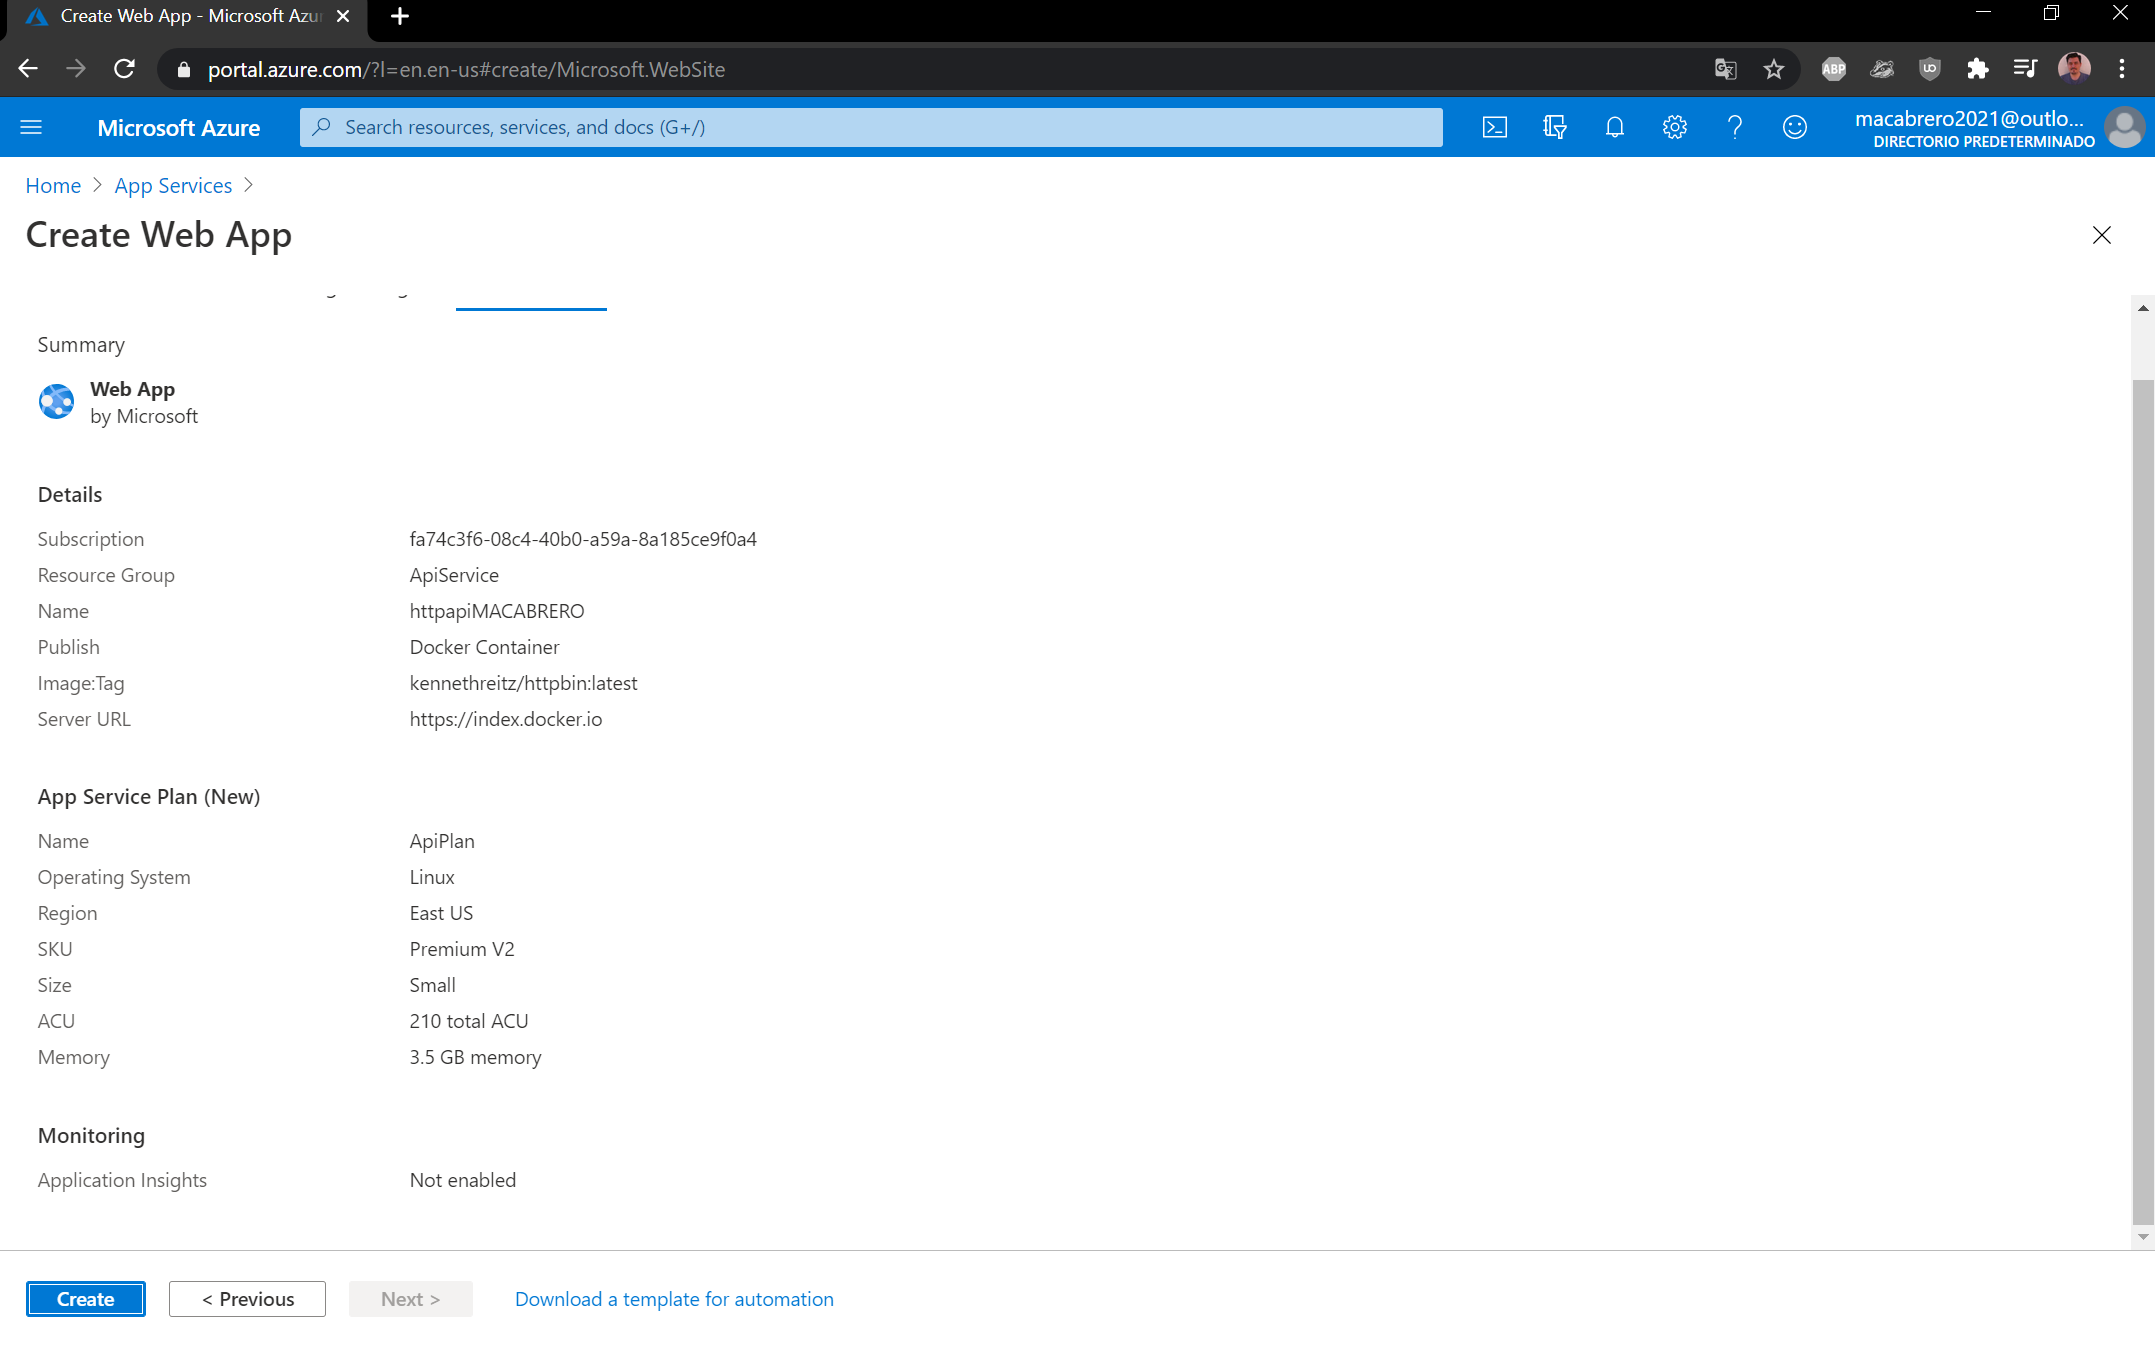 Create Web App - Microsoft Azu
portal.azure.com/?l=en.en-us#create/Microsoft.WebSite
ABP
Microsoft Azure
Search resources, services, and docs (G+/)
macabrero2021@outlo...
DIRECTORIO PREDETERMINADO
Home > App Services >
Create Web App
Summary
Web App
by Microsoft
Details
Subscription fa74c3f6-08c4-40b0-a59a-8a185ce9f0a4
Resource Group ApiService
Name httpapiMACABRERO
Publish Docker Container
Image:Tag kennethreitz/httpbin:latest
Server URL https://index.docker.io
App Service Plan (New)
Name ApiPlan
Operating System Linux
Region East US
SKU Premium V2
Size Small
ACU 210 total ACU
Memory 3.5 GB memory
Monitoring
Application Insights Not enabled
Create < Previous Next > Download a template for automation